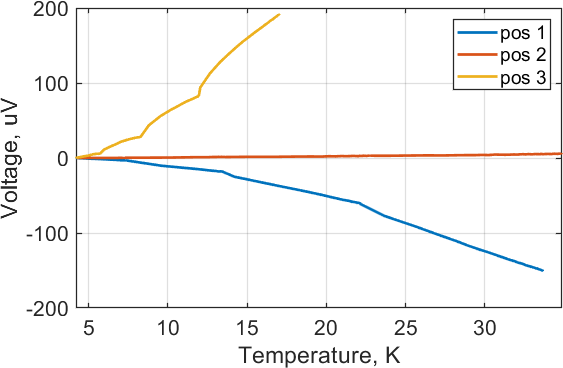 200
100
0
-100
-200
Voltage, uV
pos 1
pos 2
pos 3
5 10 15 20 25 30
Temperature, K